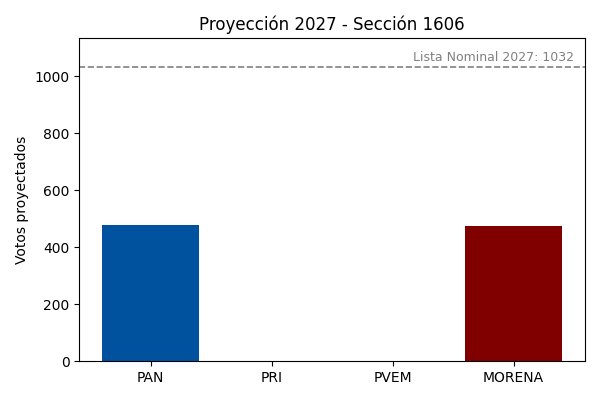 Proyección 2027 - Sección 1606
Lista Nominal 2027: 1032
Votos proyectados
1000
800
600
400
200
0
PAN PRI PVEM MORENA